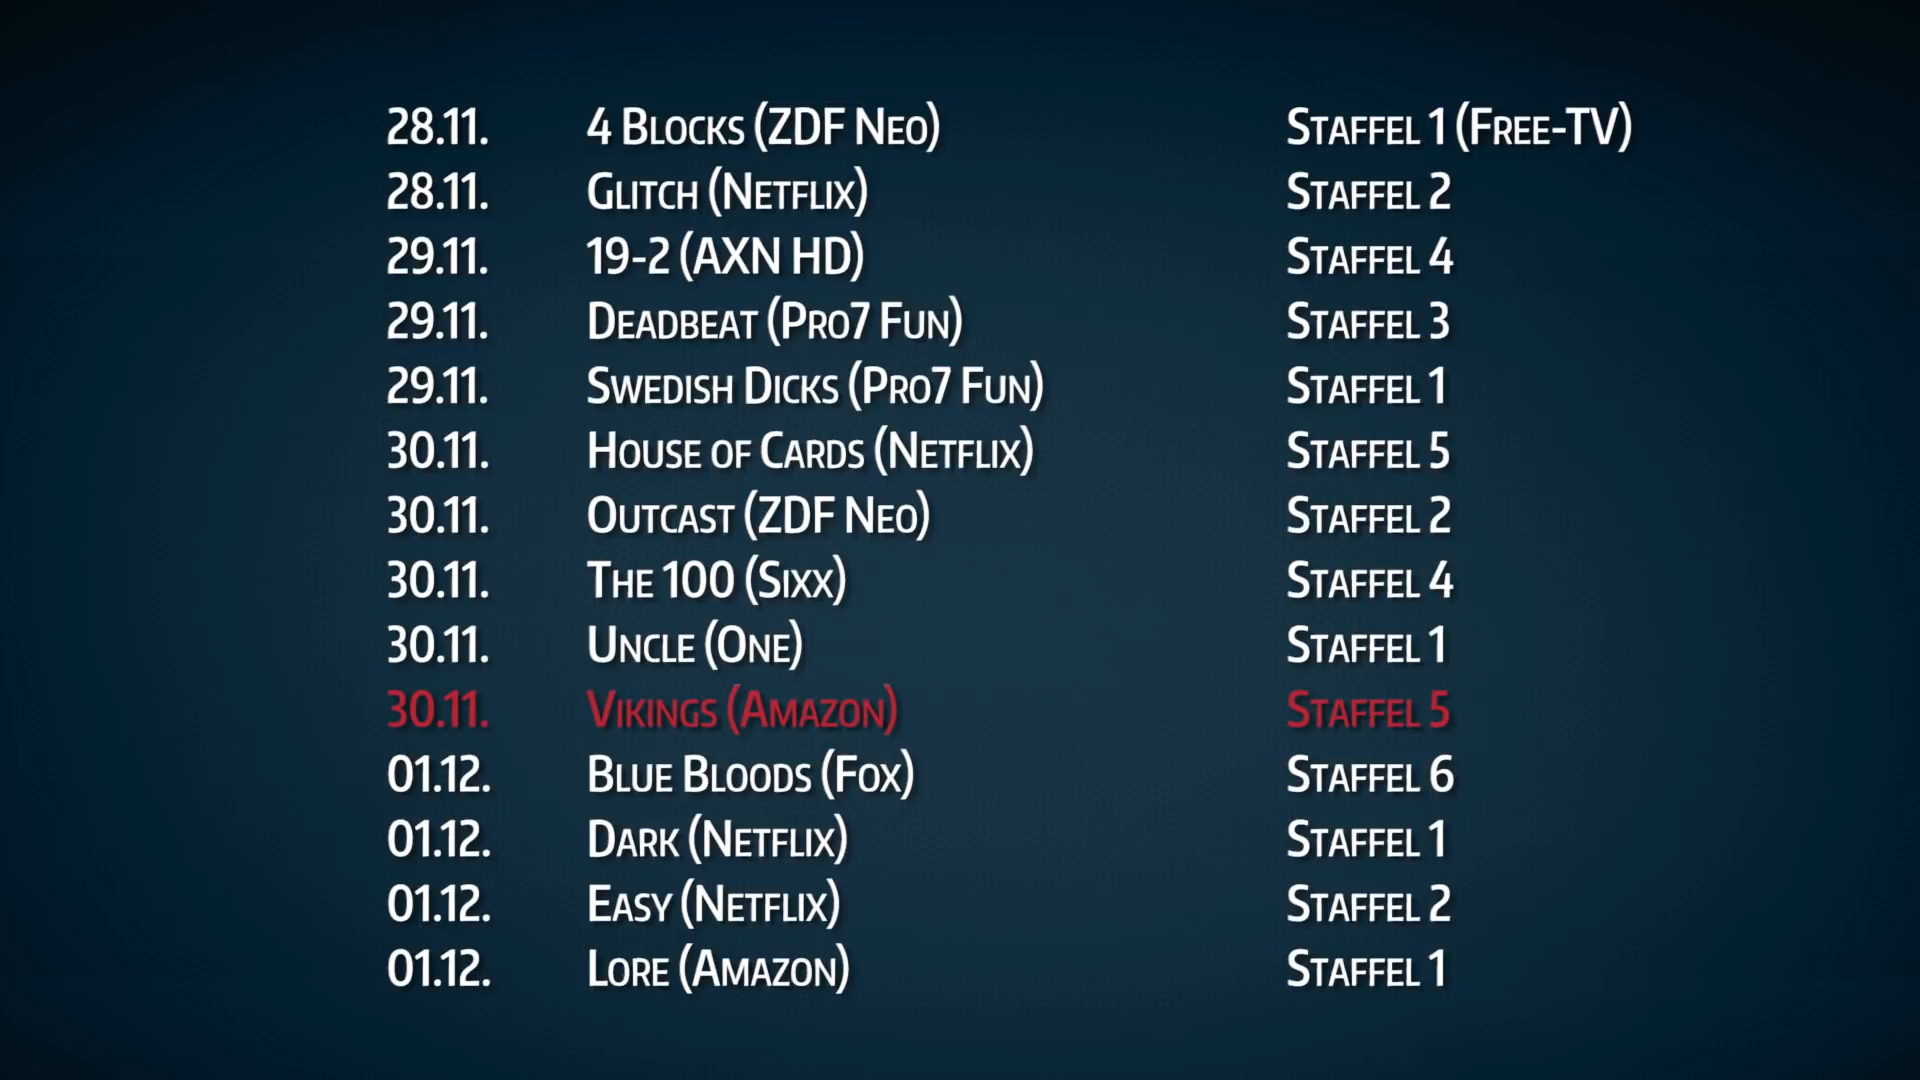 28.11. 4 Blocks (ZDF Neo) Staffel 1 (Free-TV)
28.11. Glitch (Netflix) Staffel 2
29.11. 19-2 (AXN HD) Staffel 4
29.11. Deadbeat (Pro7 Fun) Staffel 3
29.11. Swedish Dicks (Pro7 Fun) Staffel 1
30.11. House of Cards (Netflix) Staffel 5
30.11. Outcast (ZDF Neo) Staffel 2
30.11. The 100 (Sixx) Staffel 4
30.11. Uncle (One) Staffel 1
30.11. Vikings (Amazon) Staffel 5
01.12. Blue Bloods (Fox) Staffel 6
01.12. Dark (Netflix) Staffel 1
01.12. Easy (Netflix) Staffel 2
01.12. Lore (Amazon) Staffel 1